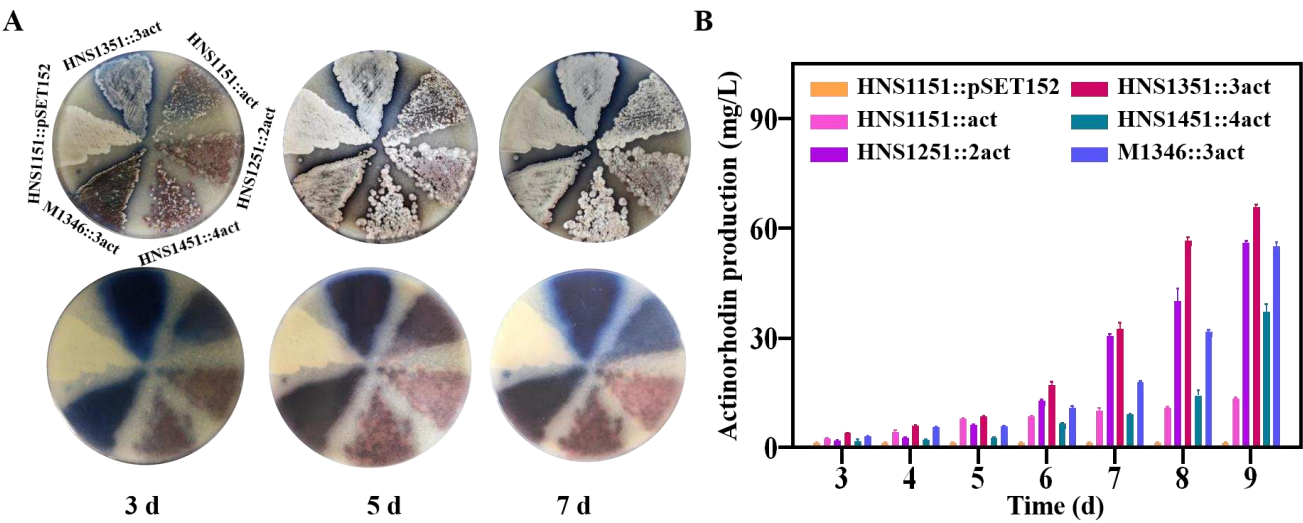 A
HNS1351::3act
HNS1151::act
HNS1151::pSET152
HNS1251::2act
M1346::3act
HNS1451::4act
3 d
5 d
7 d
B
HNS1151::pSET152
HNS1351::3act
HNS1151::act
HNS1451::4act
HNS1251::2act
M1346::3act
Actinorhodin production (mg/L)
90
60
30
0
3 4 5 6 7 8 9
Time (d)